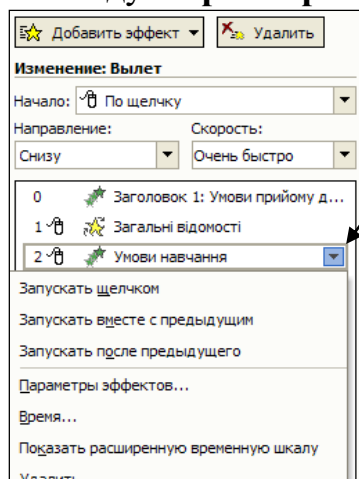 Добавить эффект Удалить
Изменение: Вылет
Начало: По щелчку
Направление: Скорость:
Снизу Очень быстро
0 Заголовок 1: Умови прийому д...
1 Загальні відомості
2 Умови навчання
Запускать щелчком
Запускать вместе с предыдущим
Запускать после предыдущего
Параметры эффектов...
Время...
Показать расширенную временную шкалу
Удалить